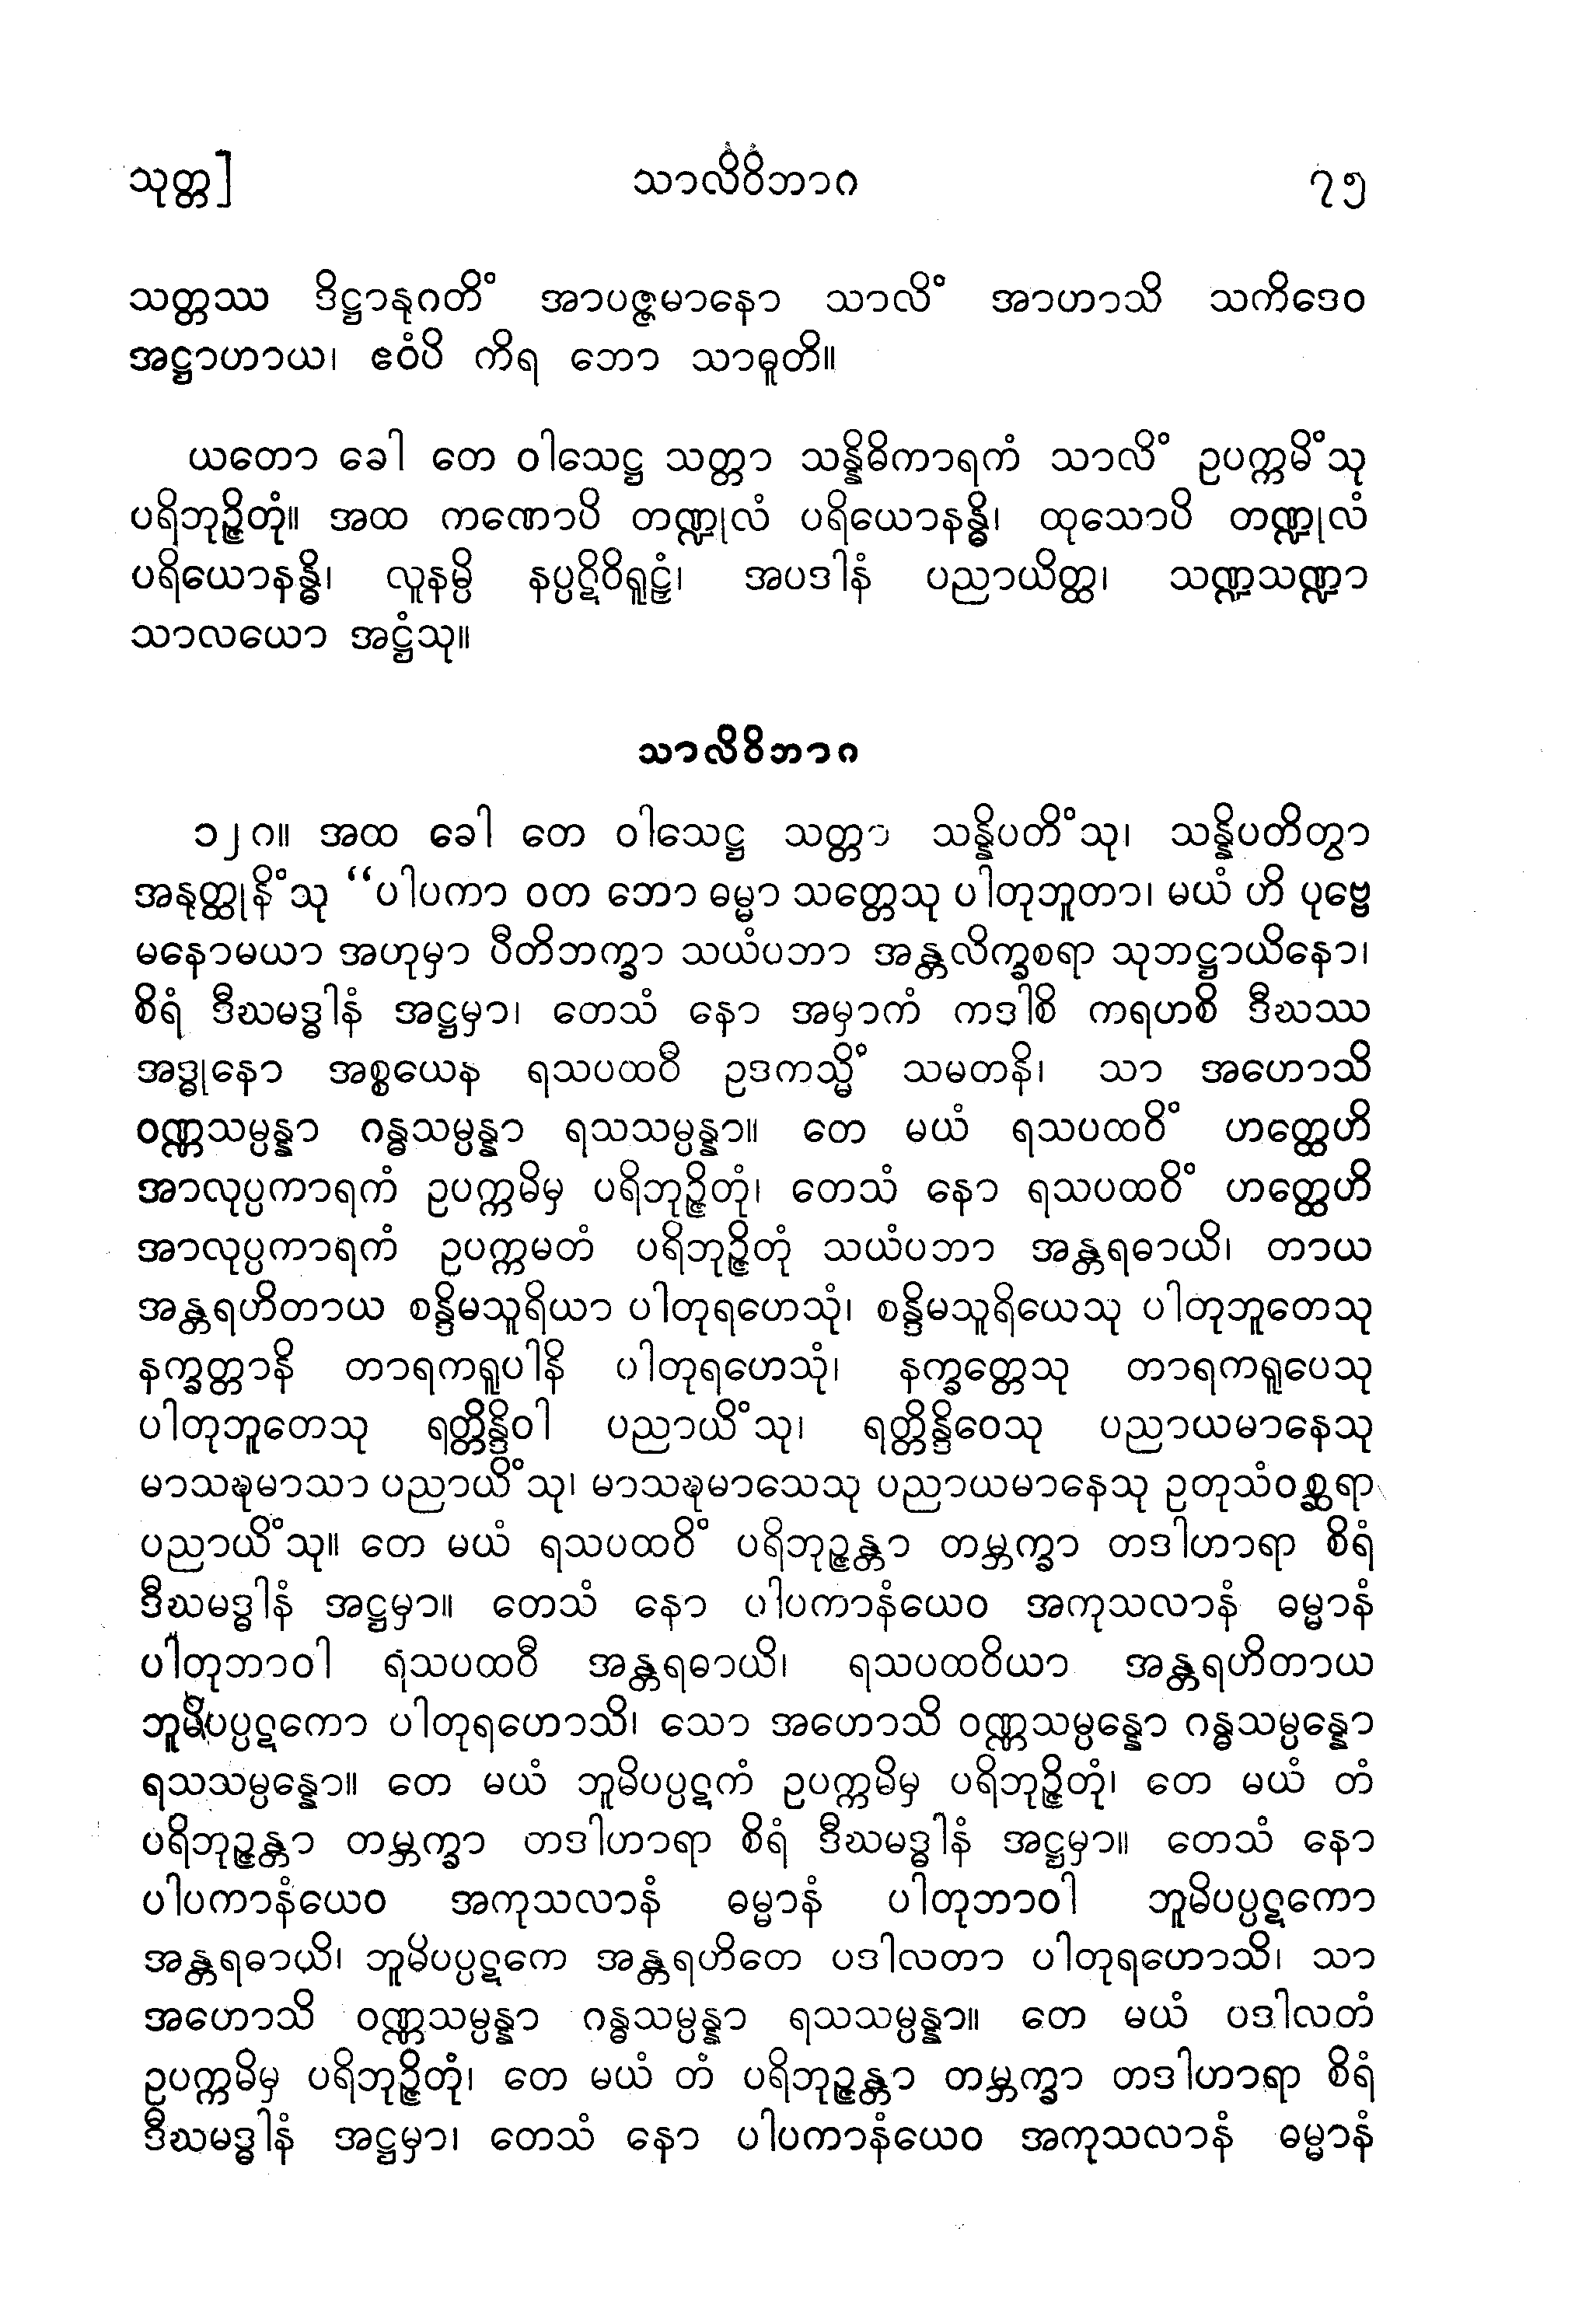 သုတ္တ] သာလိဝိဘာဂ ၇၅
သတ္တဿ ဒိဋ္ဌာနုဂတိံ အာပဇ္ဇမာနော သာလိံ အာဟာသိ သကိဒေဝ
အဋ္ဌာဟာယ၊ ဧဝံပိ ကိရ ဘော သာဓူတိ။
ယတော ခေါ တေ ဝါသေဋ္ဌ သတ္တာ သန္နိဓိကာရကံ သာလိံ ဥပက္ကမိံသု
ပရိဘုဉ္ဇိတုံ။ အထ ကဏောပိ တဏ္ဍုလံ ပရိယောနန္ဓိ၊ ထုသောပိ တဏ္ဍုလံ
ပရိယောနန္ဓိ၊ လူနမ္ပိ နပ္ပဋိဝိရူဠှံ၊ အပဒါနံ ပညာယိတ္ထ၊ သဏ္ဍသဏ္ဍာ
သာလယော အဋ္ဌံသု။
သာလိဝိဘာဂ
၁၂၈။ အထ ခေါ တေ ဝါသေဋ္ဌ သတ္တာ သန္နိပတိံသု၊ သန္နိပတိတွာ
အနုတ္ထုနိံသု “ပါပကာ ဝတ ဘော ဓမ္မာ သတ္တေသု ပါတုဘူတာ၊ မယံ ဟိ ပုဗ္ဗေ
မနောမယာ အဟုမှာ ပီတိဘက္ခာ သယံပဘာ အန္တလိက္ခစရာ သုဘဋ္ဌာယိနော၊
စိရံ ဒီဃမဒ္ဓါနံ အဋ္ဌမှာ၊ တေသံ နော အမှာကံ ကဒါစိ ကရဟစိ ဒီဃဿ
အဒ္ဓုနော အစ္စယေန ရသပထဝီ ဥဒကသ္မိံ သမတနိ၊ သာ အဟောသိ
ဝဏ္ဏသမ္ပန္နာ ဂန္ဓသမ္ပန္နာ ရသသမ္ပန္နာ။ တေ မယံ ရသပထဝိံ ဟတ္ထေဟိ
အာလုပ္ပကာရကံ ဥပက္ကမိမှ ပရိဘုဉ္ဇိတုံ၊ တေသံ နော ရသပထဝိံ ဟတ္ထေဟိ
အာလုပ္ပကာရကံ ဥပက္ကမတံ ပရိဘုဉ္ဇိတုံ သယံပဘာ အန္တရဓာယိ၊ တာယ
အန္တရဟိတာယ စန္ဒိမသူရိယာ ပါတုရဟေသုံ၊ စန္ဒိမသူရိယေသု ပါတုဘူတေသု
နက္ခတ္တာနိ တာရကရူပါနိ ပါတုရဟေသုံ၊ နက္ခတ္တေသု တာရကရူပေသု
ပါတုဘူတေသု ရတ္တိန္ဒိဝါ ပညာယိံသု၊ ရတ္တိန္ဒိဝေသု ပညာယမာနေသု
မာသဍ္ဎမာသာ ပညာယိံသု၊ မာသဍ္ဎမာသေသု ပညာယမာနေသု ဥတုသံဝစ္ဆရာ
ပညာယိံသု။ တေ မယံ ရသပထဝိံ ပရိဘုဉ္ဇန္တာ တမ္ဘက္ခာ တဒါဟာရာ စိရံ
ဒီဃမဒ္ဓါနံ အဋ္ဌမှာ။ တေသံ နော ပါပကာနံယေဝ အကုသလာနံ ဓမ္မာနံ
ပါတုဘာဝါ ရသပထဝီ အန္တရဓာယိ၊ ရသပထဝိယာ အန္တရဟိတာယ
ဘူမိပပ္ပဋကော ပါတုရဟောသိ၊ သော အဟောသိ ဝဏ္ဏသမ္ပန္နော ဂန္ဓသမ္ပန္နော
ရသသမ္ပန္နော။ တေ မယံ ဘူမိပပ္ပဋကံ ဥပက္ကမိမှ ပရိဘုဉ္ဇိတုံ၊ တေ မယံ တံ
ပရိဘုဉ္ဇန္တာ တမ္ဘက္ခာ တဒါဟာရာ စိရံ ဒီဃမဒ္ဓါနံ အဋ္ဌမှာ။ တေသံ နော
ပါပကာနံယေဝ အကုသလာနံ ဓမ္မာနံ ပါတုဘာဝါ ဘူမိပပ္ပဋကော
အန္တရဓာယိ၊ ဘူမိပပ္ပဋကေ အန္တရဟိတေ ပဒါလတာ ပါတုရဟောသိ၊ သာ
အဟောသိ ဝဏ္ဏသမ္ပန္နာ ဂန္ဓသမ္ပန္နာ ရသသမ္ပန္နာ။ တေ မယံ ပဒါလတံ
ဥပက္ကမိမှ ပရိဘုဉ္ဇိတုံ၊ တေ မယံ တံ ပရိဘုဉ္ဇန္တာ တမ္ဘက္ခာ တဒါဟာရာ စိရံ
ဒီဃမဒ္ဓါနံ အဋ္ဌမှာ၊ တေသံ နော ပါပကာနံယေဝ အကုသလာနံ ဓမ္မာနံ